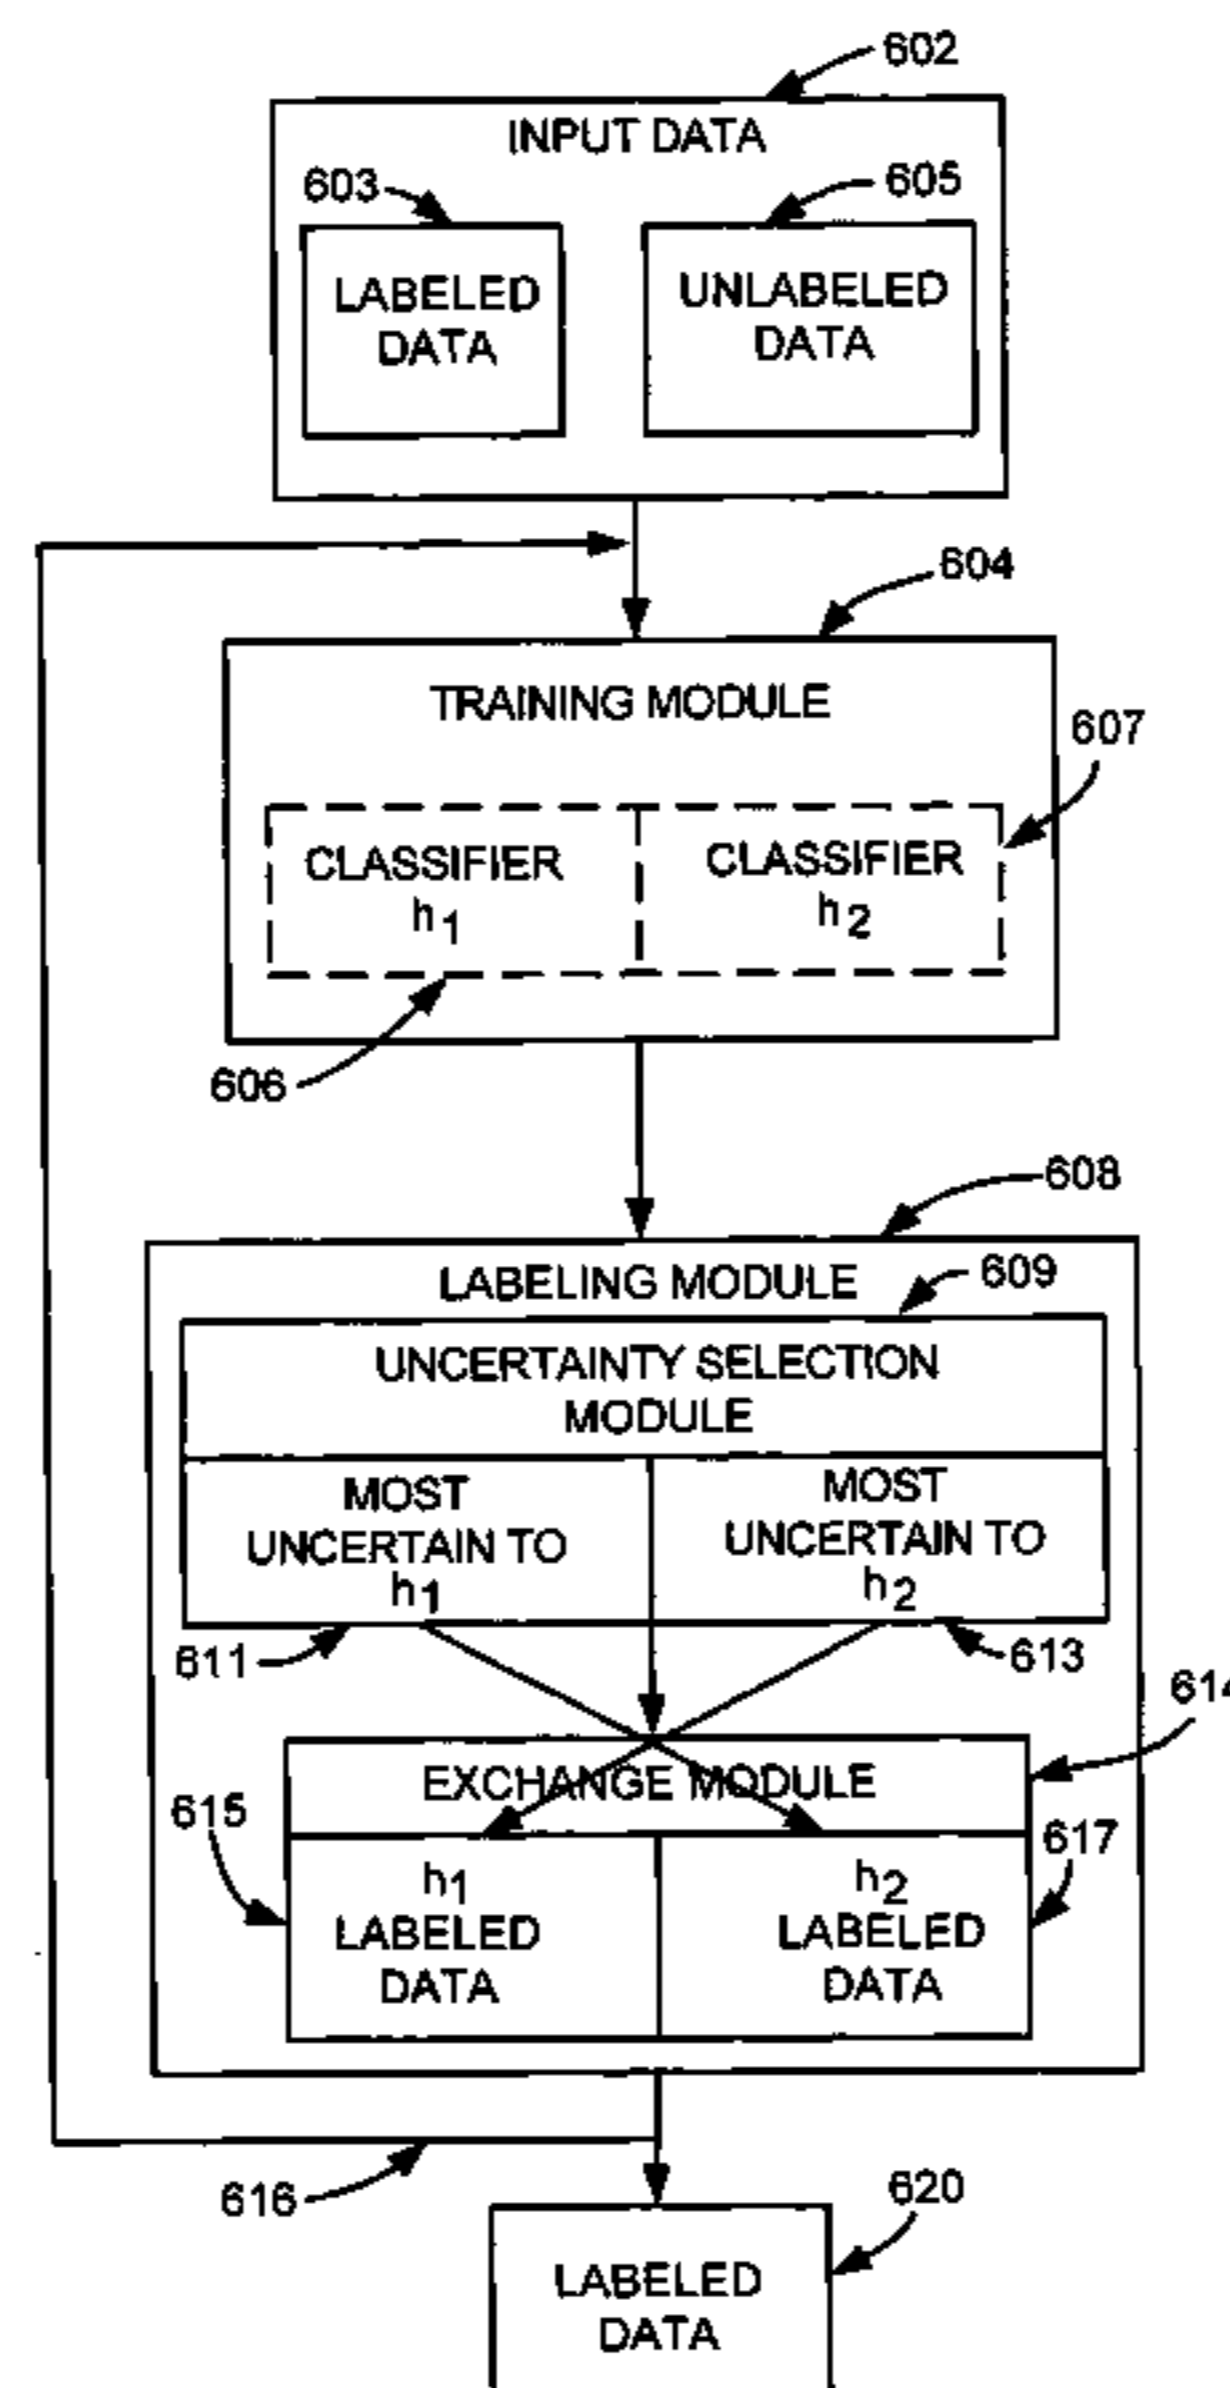 602
INPUT DATA
603
605
LABELED
DATA
UNLABELED
DATA
604
TRAINING MODULE
607
CLASSIFIER
h1
CLASSIFIER
h2
606
608
LABELING MODULE
609
UNCERTAINTY SELECTION
MODULE
MOST
UNCERTAIN TO
h1
MOST
UNCERTAIN TO
h2
611
613
614
EXCHANGE MODULE
615
617
h1
LABELED
DATA
h2
LABELED
DATA
616
620
LABELED
DATA